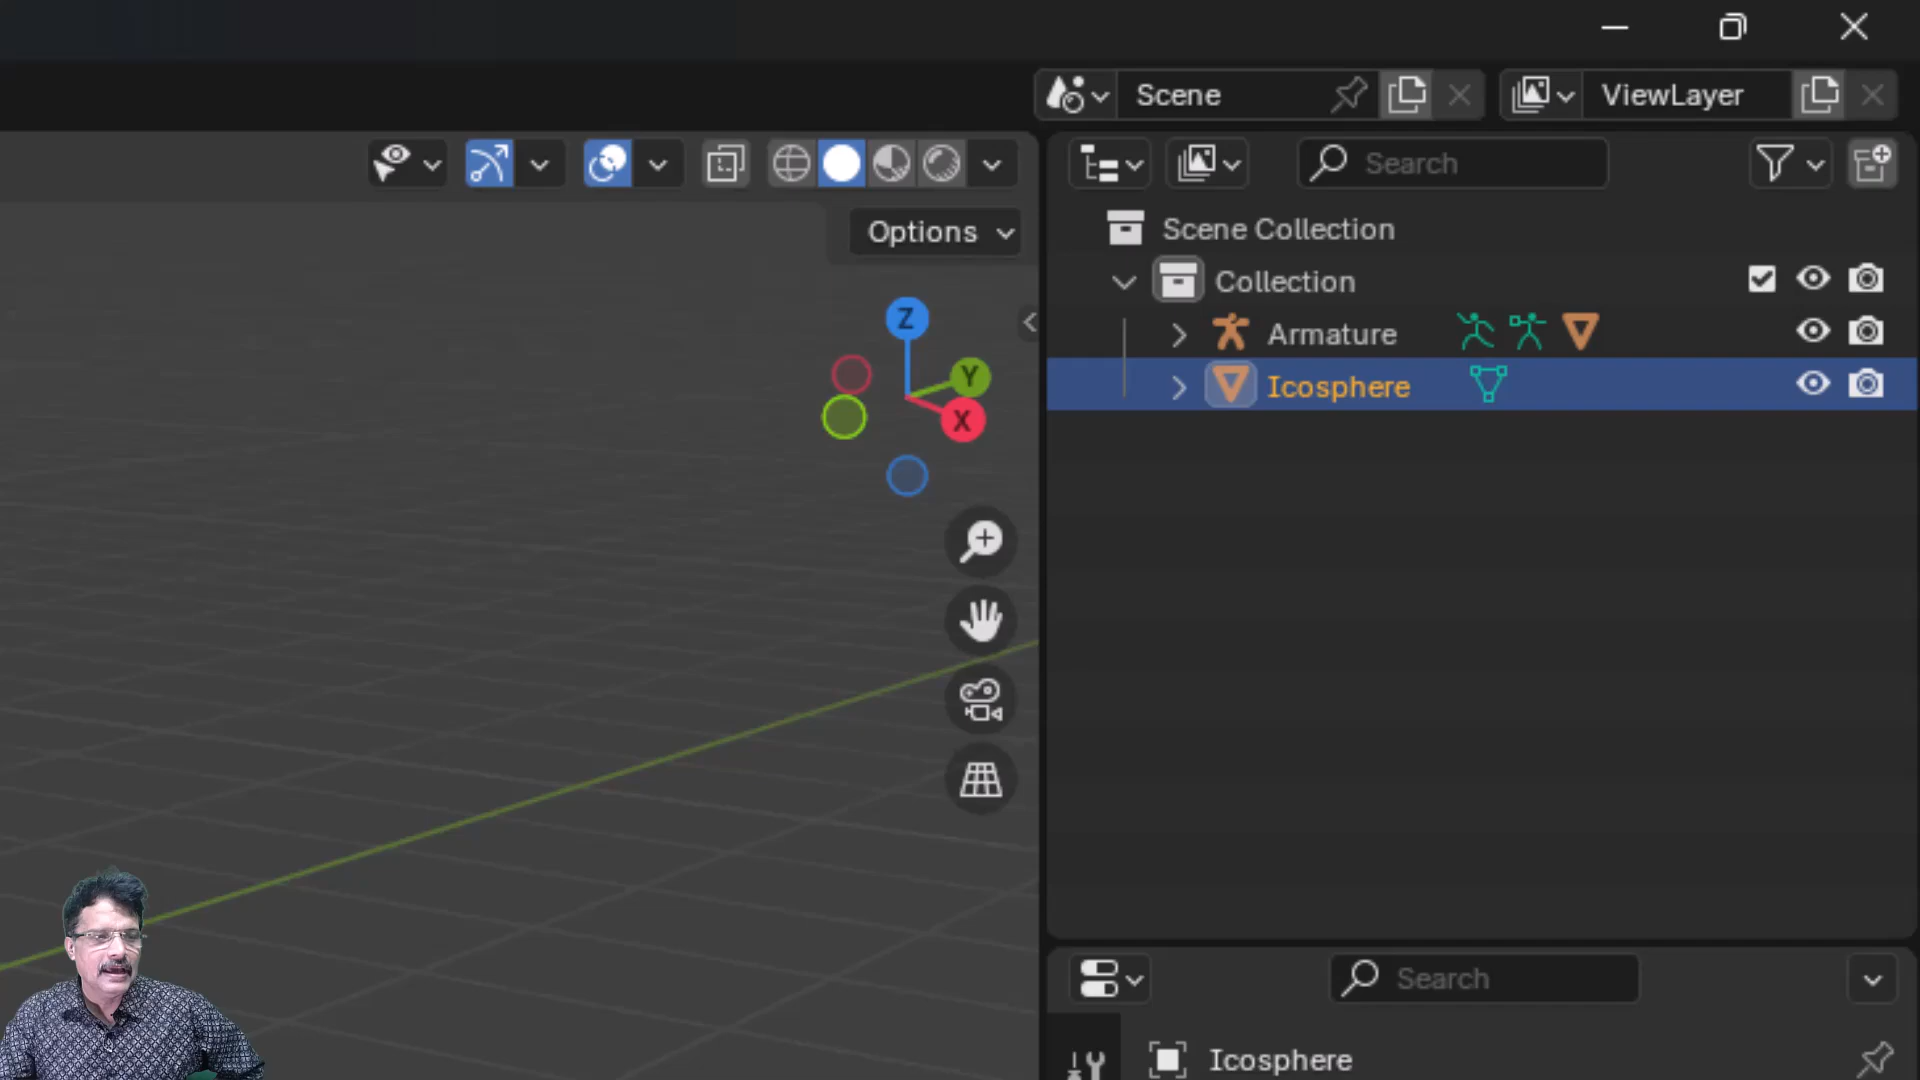 Scene
ViewLayer
Search
Options
Scene Collection
Collection
Armature
Icosphere
Z
Y
X
Search
Icosphere